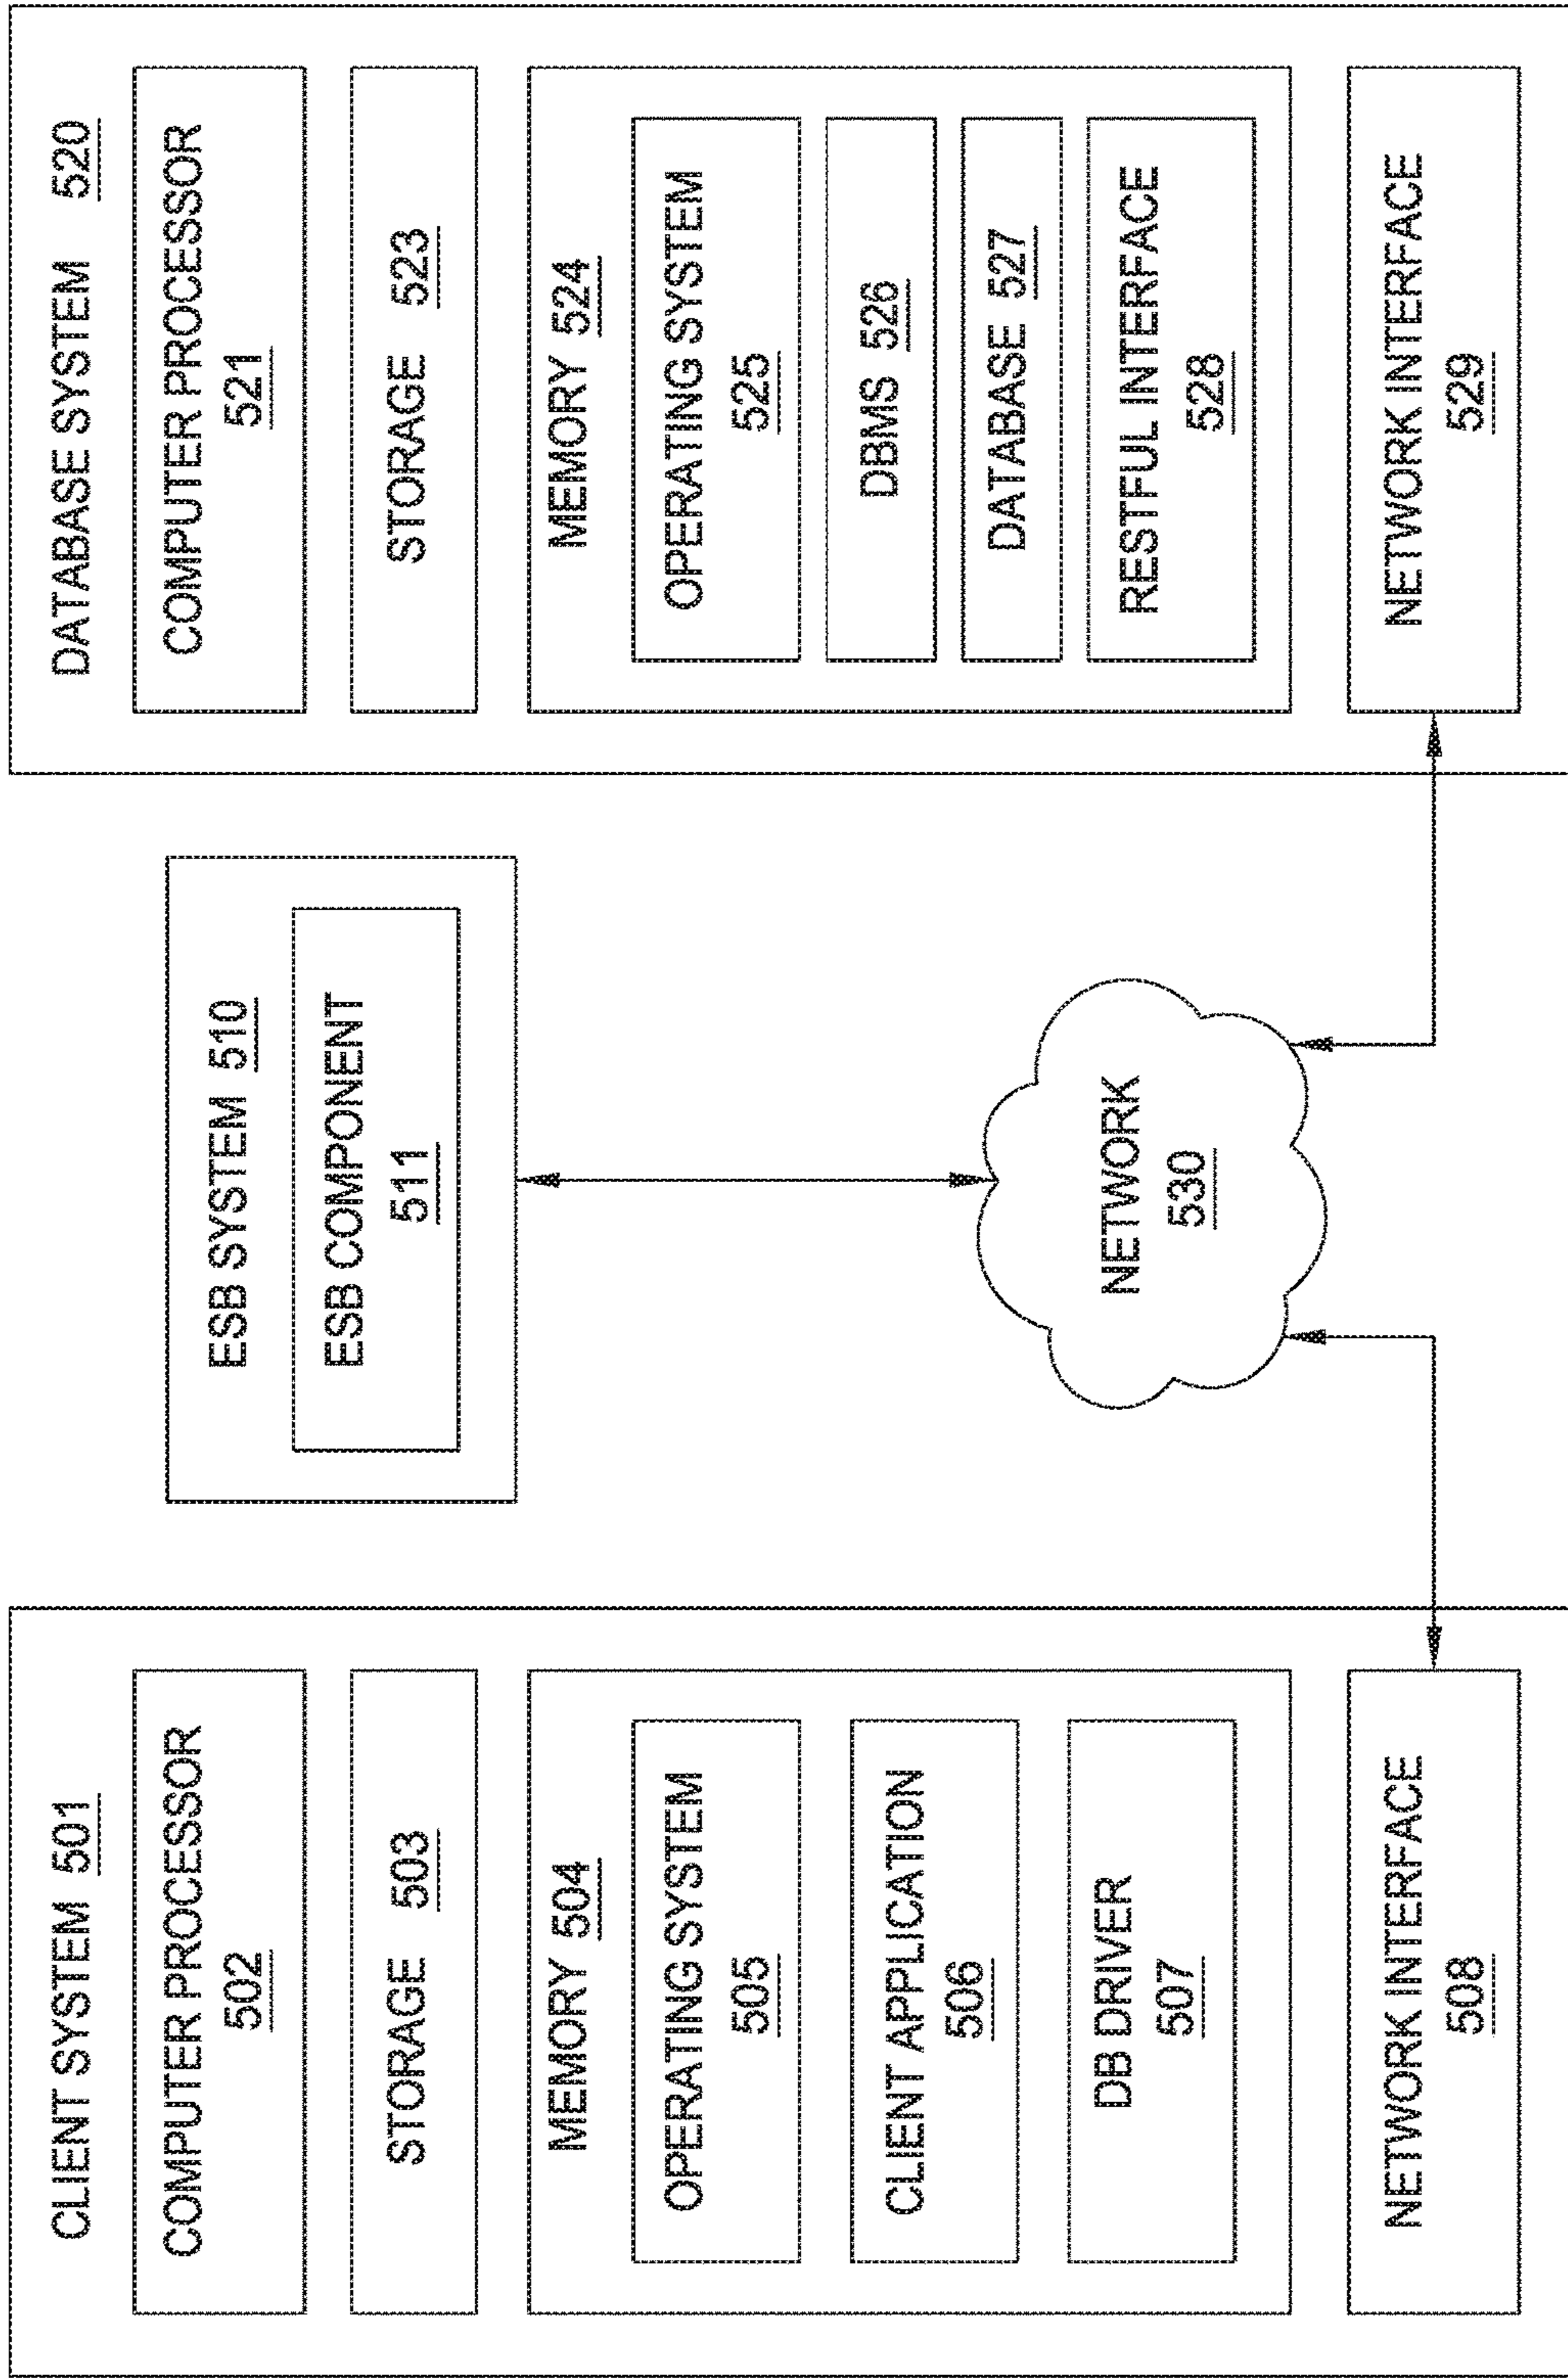 CLIENT SYSTEM 501
COMPUTER PROCESSOR
502
STORAGE 503
MEMORY 504
OPERATING SYSTEM
505
CLIENT APPLICATION
506
DB DRIVER
507
NETWORK INTERFACE
508
ESB SYSTEM 510
ESB COMPONENT
511
NETWORK
530
DATABASE SYSTEM 520
COMPUTER PROCESSOR
521
STORAGE 523
MEMORY 524
OPERATING SYSTEM
525
DBMS 526
DATABASE 527
RESTFUL INTERFACE
528
NETWORK INTERFACE
529